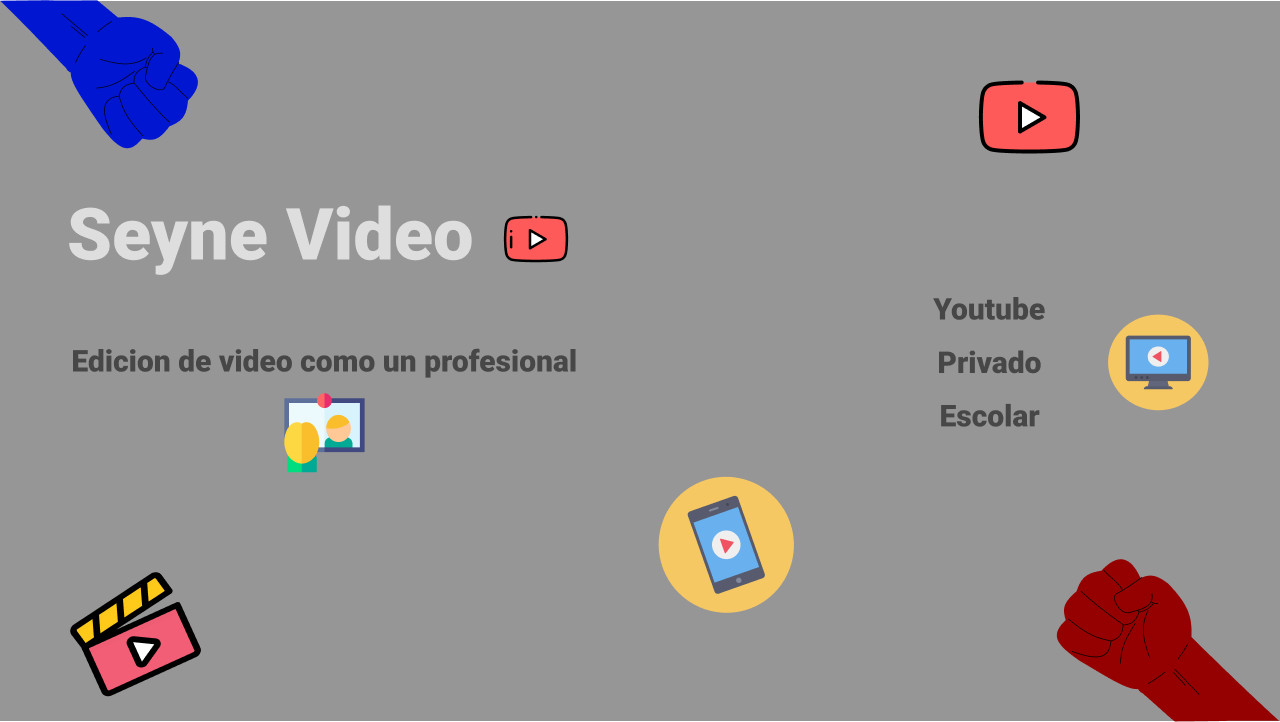 Seyne Video
Edicion de video como un profesional
Youtube
Privado
Escolar